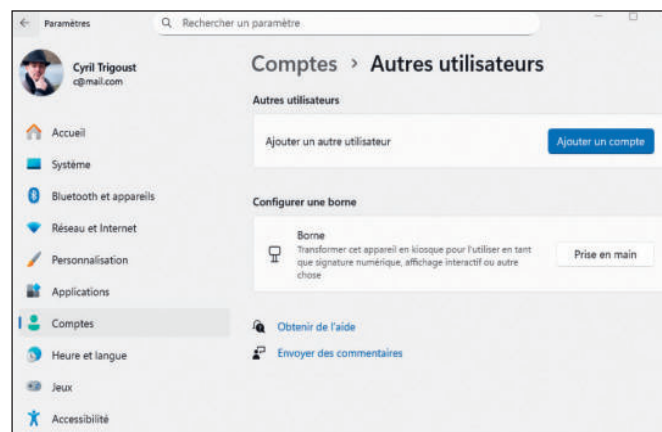 Paramètres
Rechercher un paramètre
Cyril Trigoust
c@mail.com
Accueil
Système
Bluetooth et appareils
Réseau et Internet
Personnalisation
Applications
Comptes
Heure et langue
Jeux
Accessibilité
Comptes > Autres utilisateurs
Autres utilisateurs
Ajouter un autre utilisateur
Ajouter un compte
Configurer une borne
Borne
Transformer cet appareil en kiosque pour l'utiliser en tant
que signature numérique, affichage interactif ou autre
chose
Prise en main
Obtenir de l'aide
Envoyer des commentaires